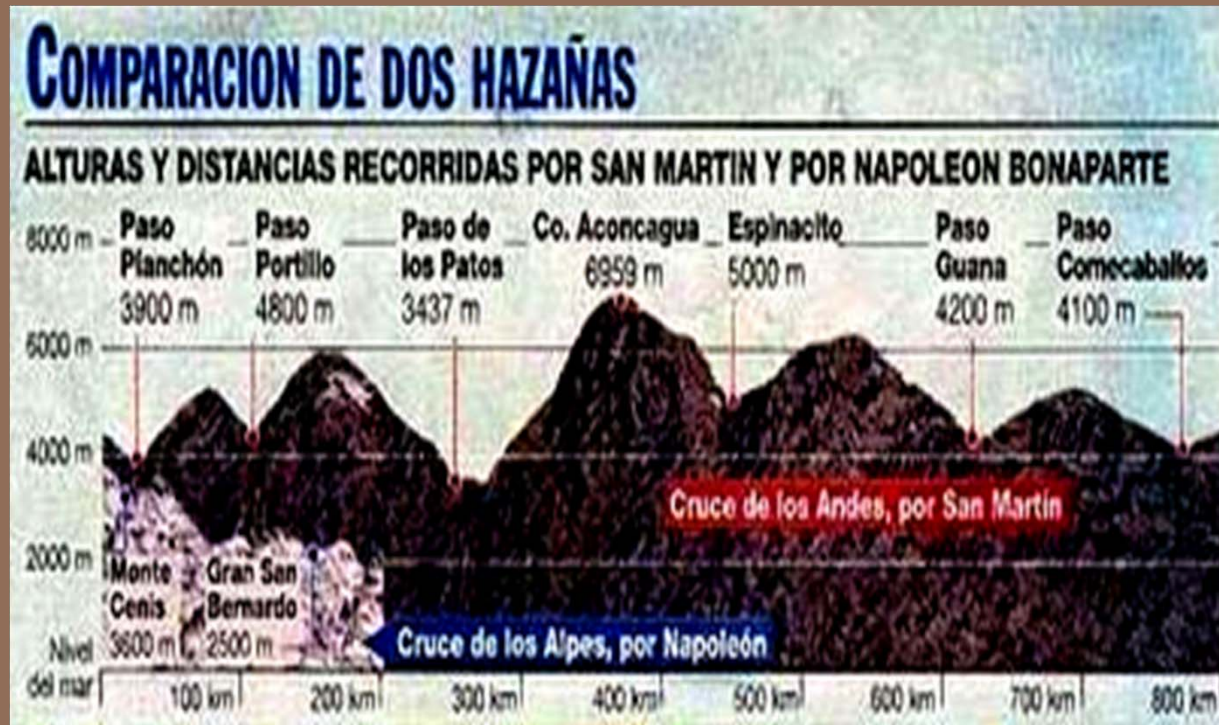 COMPARACION DE DOS HAZAÑAS
ALTURAS Y DISTANCIAS RECORRIDAS POR SAN MARTIN Y POR NAPOLEON BONAPARTE
8000 m
Paso
Planchón
3900 m
Paso
Portillo
4800 m
Paso de
los Patos
3437 m
Co. Aconcagua
6959 m
Espinacito
5000 m
Paso
Guana
4200 m
Paso
Comecaballos
4100 m
6000 m
4000 m
Cruce de los Andes, por San Martín
2000 m
Monte
Cenis
3600 m
Gran San
Bernardo
2500 m
Cruce de los Alpes, por Napoleón
Nivel
del mar
100 km
200 km
300 km
400 km
500 km
600 km
700 km
800 km